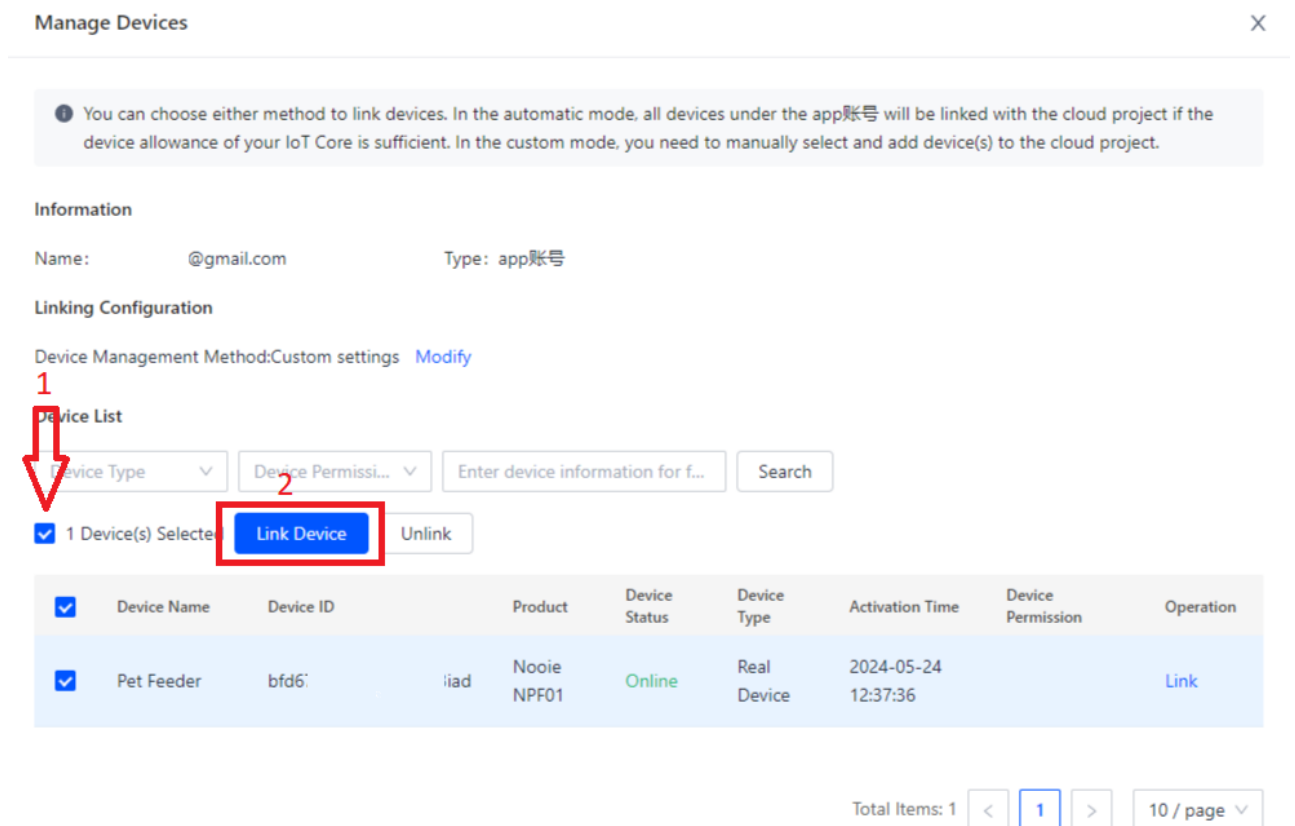 Manage Devices
You can choose either method to link devices. In the automatic mode, all devices under the app账号 will be linked with the cloud project if the
device allowance of your IoT Core is sufficient. In the custom mode, you need to manually select and add device(s) to the cloud project.
Information
Name: @gmail.com Type: app账号
Linking Configuration
Device Management Method:Custom settings Modify
1
Device List
Device Type Device Permissi... Enter device information for f... Search
2
1 Device(s) Selected Link Device Unlink
Device Name Device ID Product Device Status Device Type Activation Time Device Permission Operation
Pet Feeder bfd67 iad Nooie NPF01 Online Real Device 2024-05-24 12:37:36 Link
Total Items: 1 < 1 > 10 / page